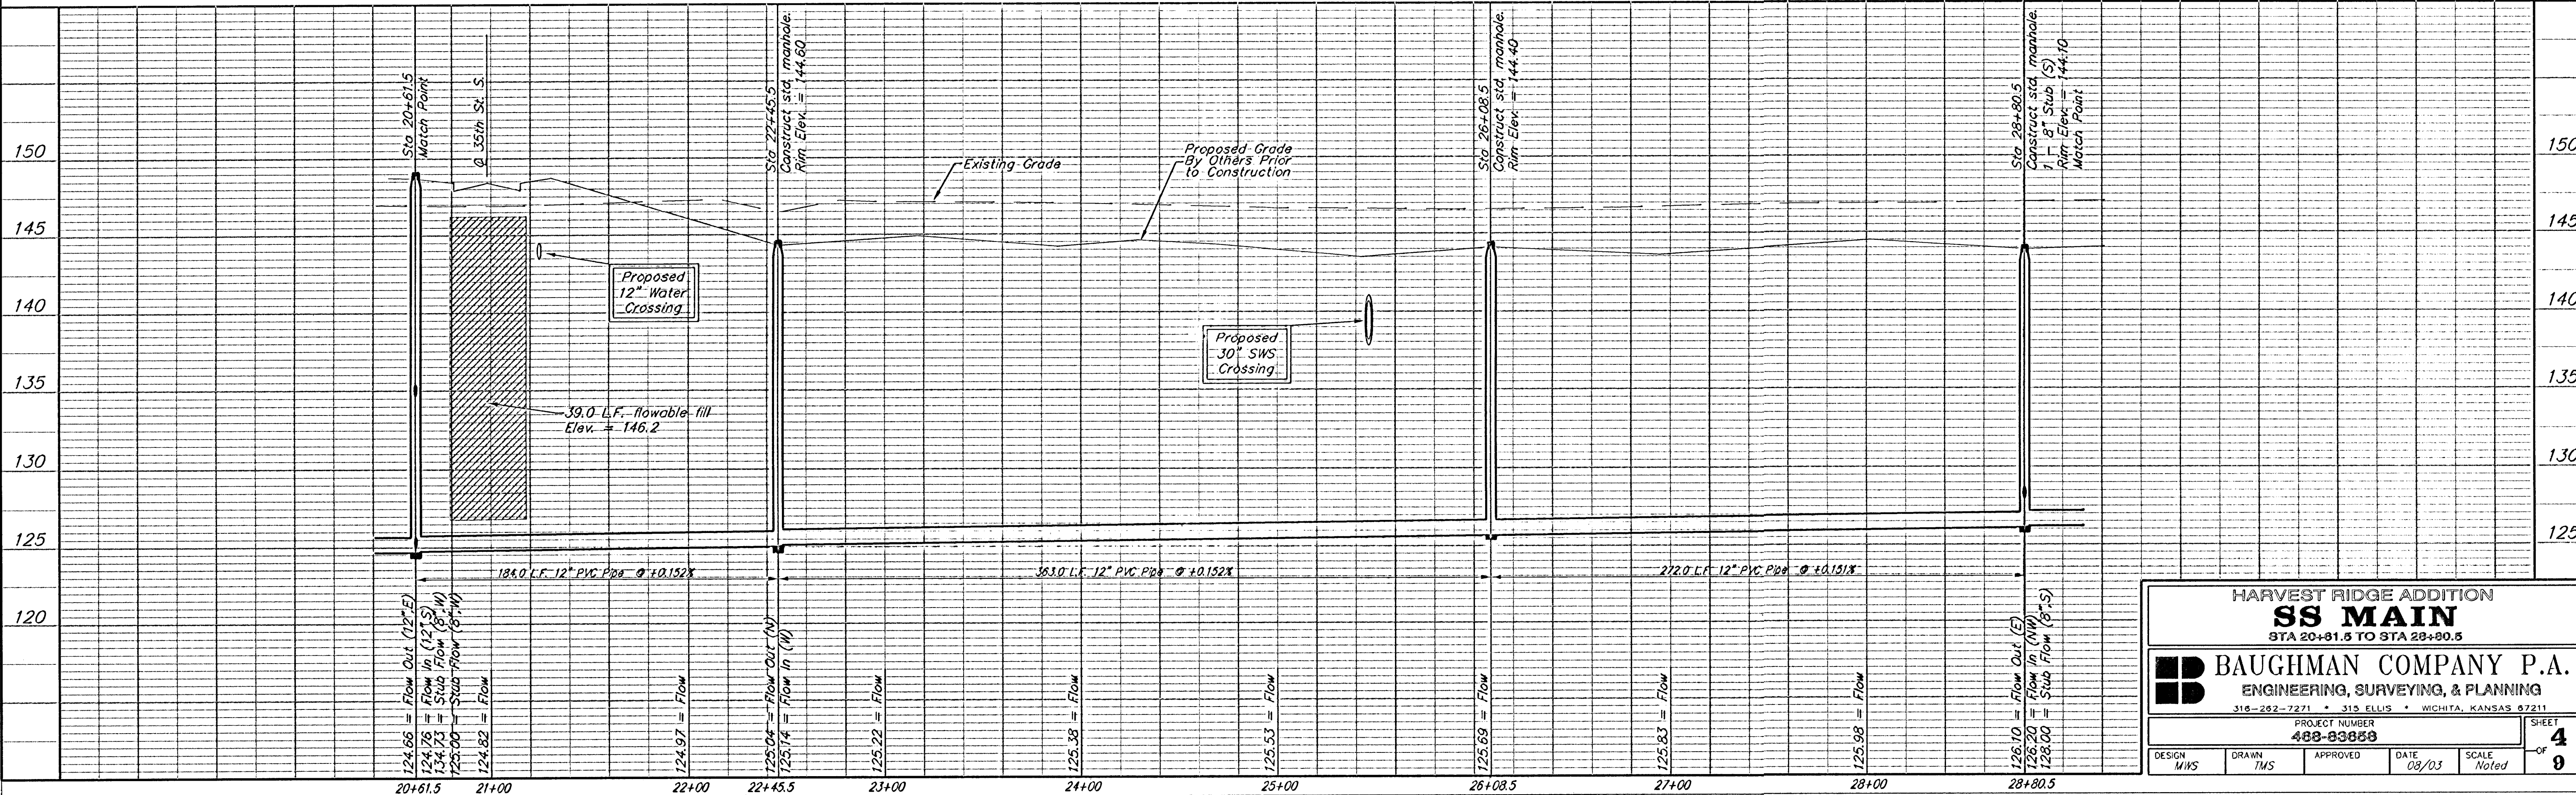 Sta 20+61.5
Match Point
℄ 35th St. S.
Sta 22+45.5
Construct std. manhole.
Rim Elev. = 144.60
Sta 26+08.5
Construct std. manhole.
Rim Elev. = 144.40
Sta 28+80.5
Construct std. manhole.
1 - 8" Stub (S)
Rim Elev. = 144.10
Match Point
150
145
140
135
130
125
120
150
145
140
135
130
125
Existing Grade
Proposed Grade
By Others Prior
to Construction
Proposed
12" Water
Crossing
Proposed
30" SWS
Crossing
39.0 L.F. flowable fill
Elev. = 146.2
184.0 L.F. 12" PVC Pipe @ +0.152%
363.0 L.F. 12" PVC Pipe @ +0.152%
272.0 L.F. 12" PVC Pipe @ +0.151%
124.66 = Flow Out (12",E)
124.76 = Flow In (12",S)
134.73 = Stub Flow (8",W)
125.00 = Stub Flow (8",W)
124.82 = Flow
124.97 = Flow
125.04 = Flow Out (N)
125.14 = Flow In (W)
125.22 = Flow
125.38 = Flow
125.53 = Flow
125.69 = Flow
125.83 = Flow
125.98 = Flow
126.10 = Flow Out (E)
126.20 = Flow In (NW)
128.00 = Stub Flow (8",S)
20+61.5 21+00 22+00 22+45.5 23+00 24+00 25+00 26+08.5 27+00 28+00 28+80.5
HARVEST RIDGE ADDITION
SS MAIN
STA 20+61.5 TO STA 28+80.5
BAUGHMAN COMPANY P.A.
ENGINEERING, SURVEYING, & PLANNING
316-262-7271 * 315 ELLIS * WICHITA, KANSAS 67211
PROJECT NUMBER
468-83658
SHEET
4
OF
9
DESIGN
MWS
DRAWN
TMS
APPROVED
DATE
08/03
SCALE
Noted